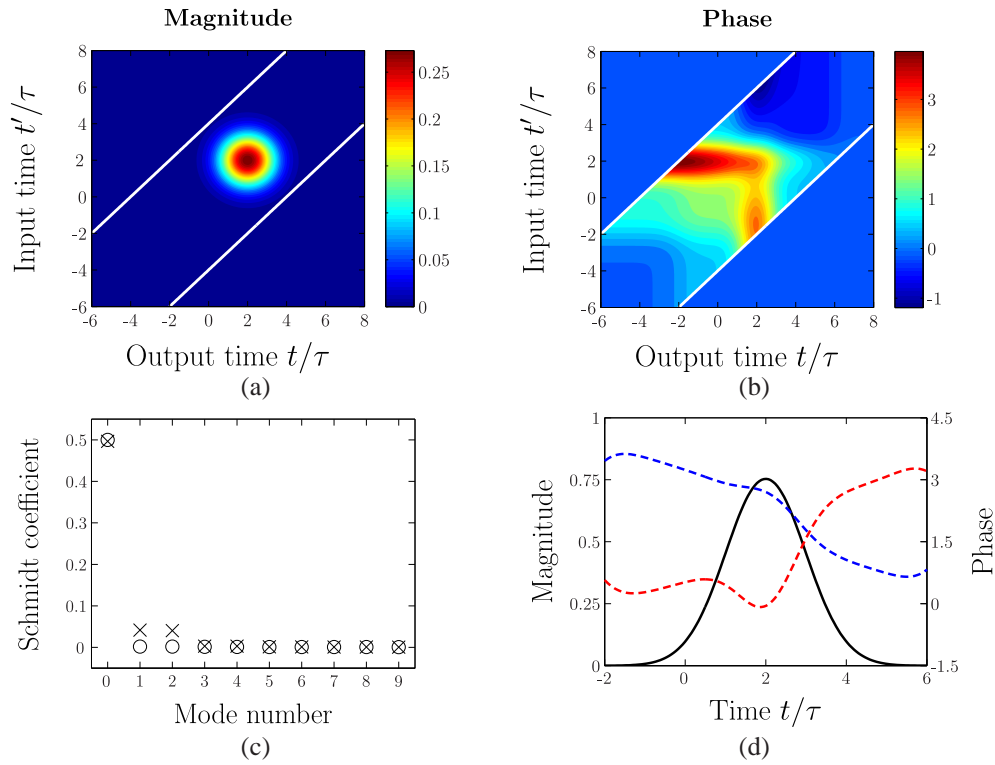 Magnitude
Phase
8
6
4
2
0
-2
-4
-6
Input time t′/τ
-6 -4 -2 0 2 4 6 8
Output time t/τ
0.25
0.20
0.15
0.10
0.05
0
(a)
8
6
4
2
0
-2
-4
-6
Input time t′/τ
-6 -4 -2 0 2 4 6 8
Output time t/τ
3
2
1
0
-1
(b)
0.5
0.4
0.3
0.2
0.1
0
Schmidt coefficient
0 1 2 3 4 5 6 7 8 9
Mode number
(c)
1
0.75
0.5
0.25
0
Magnitude
-2 0 2 4 6
Time t/τ
4.5
3
1.5
0
-1.5
Phase
(d)